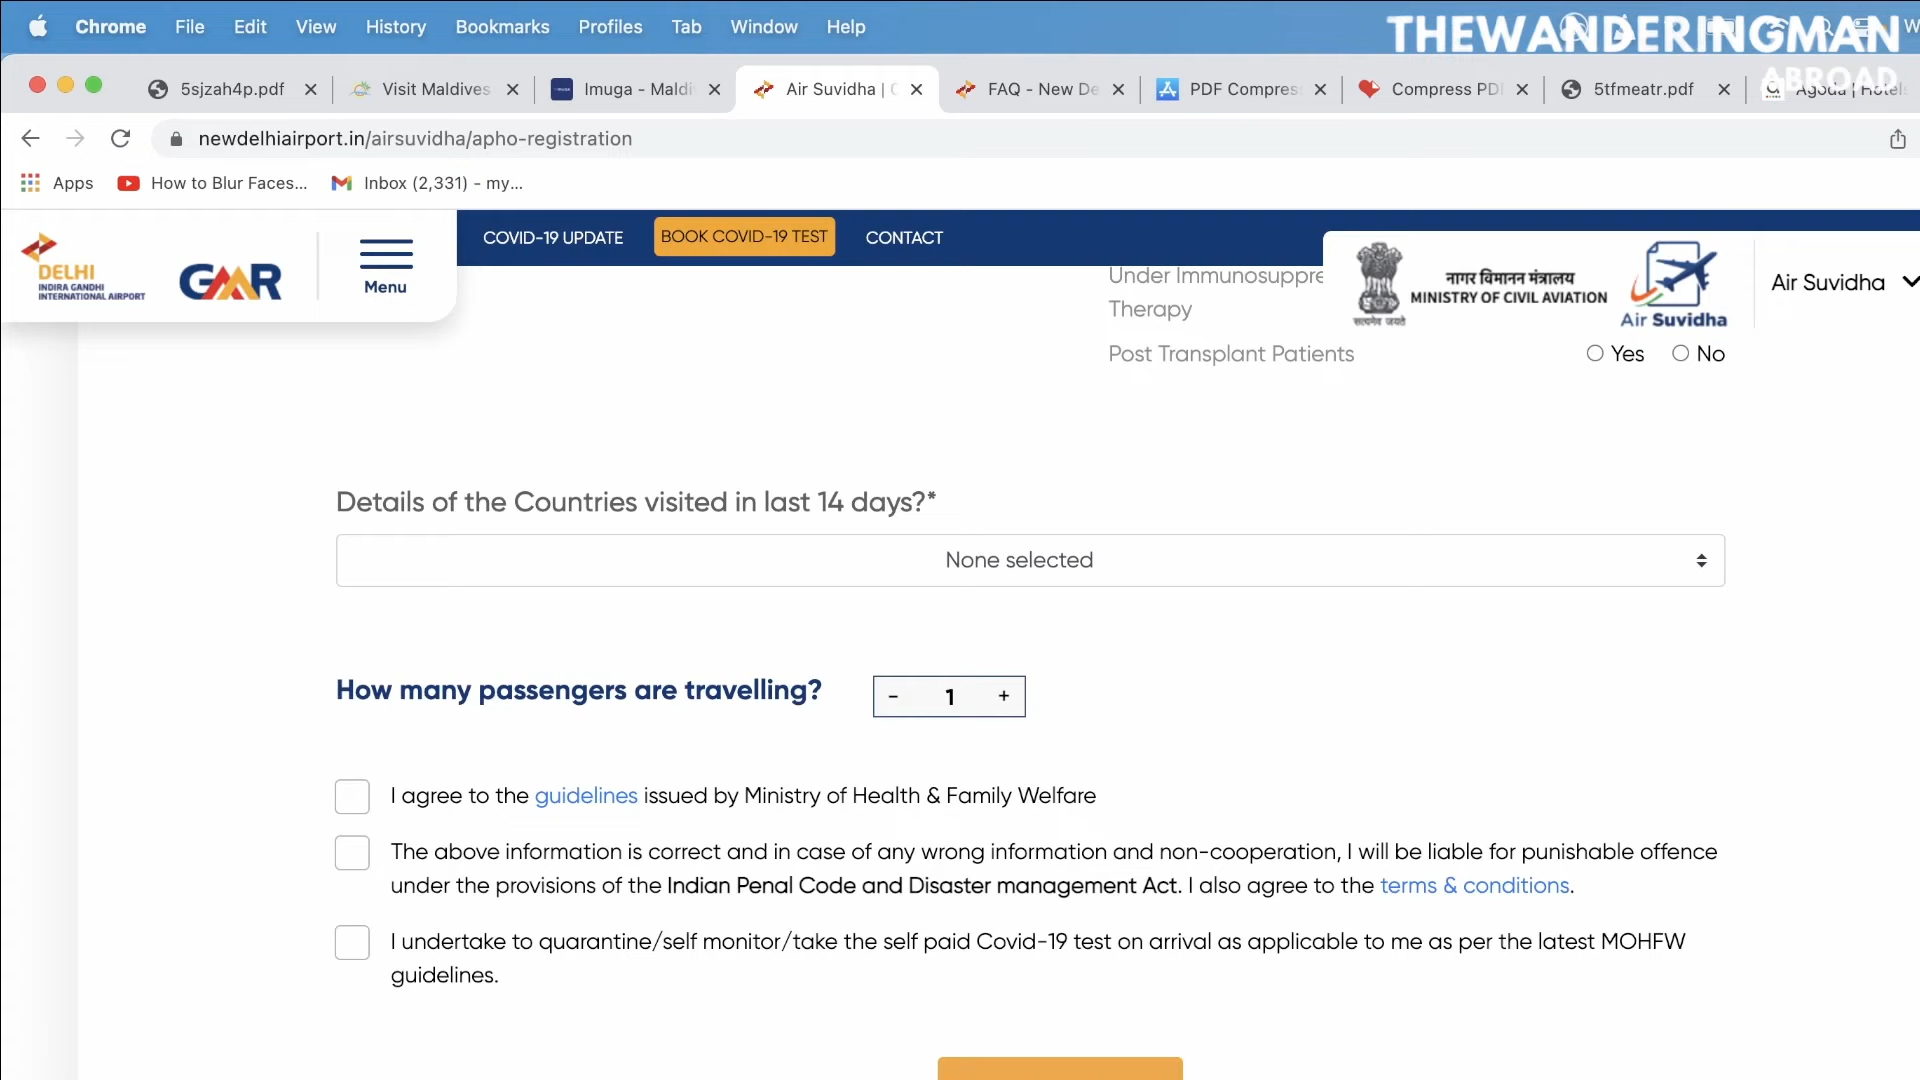 Chrome File Edit View History Bookmarks Profiles Tab Window Help
THEWANDERINGMAN
ABROAD
5sjzah4p.pdf Visit Maldives Imuga - Maldi Air Suvidha | FAQ - New De PDF Compres Compress PD 5tfmeatr.pdf Agoda | Hotels
newdelhiairport.in/airsuvidha/apho-registration
Apps How to Blur Faces... Inbox (2,331) - my...
COVID-19 UPDATE BOOK COVID-19 TEST CONTACT
DELHI
INDIRA GANDHI
INTERNATIONAL AIRPORT
GMR
Menu
नागर विमानन मंत्रालय
MINISTRY OF CIVIL AVIATION
सत्यमेव जयते
Air Suvidha
Air Suvidha
Under Immunosuppre
Therapy
Post Transplant Patients Yes No
Details of the Countries visited in last 14 days?*
None selected
How many passengers are travelling? - 1 +
I agree to the guidelines issued by Ministry of Health & Family Welfare
The above information is correct and in case of any wrong information and non-cooperation, I will be liable for punishable offence
under the provisions of the Indian Penal Code and Disaster management Act. I also agree to the terms & conditions.
I undertake to quarantine/self monitor/take the self paid Covid-19 test on arrival as applicable to me as per the latest MOHFW
guidelines.